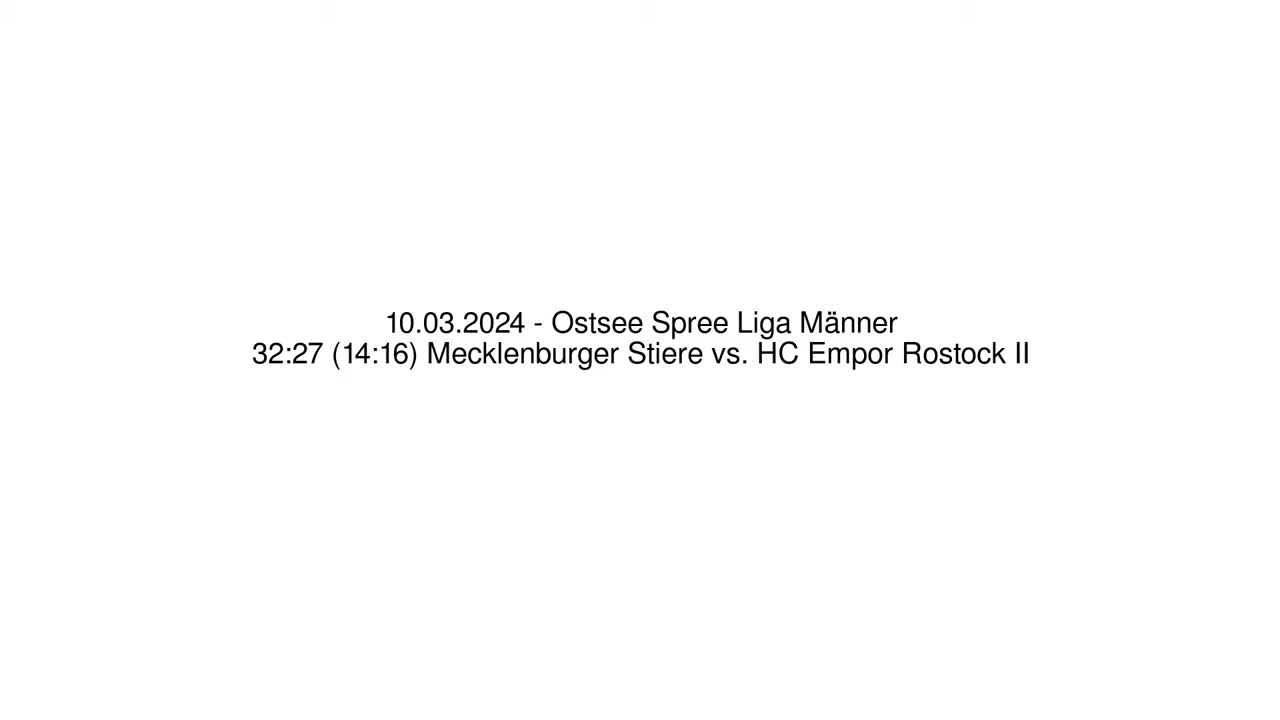 10.03.2024 - Ostsee Spree Liga Männer
32:27 (14:16) Mecklenburger Stiere vs. HC Empor Rostock II